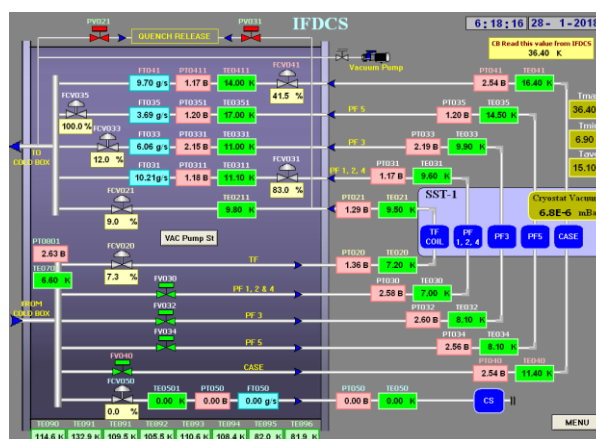 PV021 PV031 IFDCS 6:18:16 28- 1-2018
QUENCH RELEASE
CB Read this value from IFDCS
36.40 K
Vacuum Pump
FT041 PT0411 TE0411 FCV041 PT041 TE041
9.70 g/s 1.17 B 14.00 K 41.5 % 2.54 B 16.40 K
FCV035 FT035 PT0351 TE0351 PF 5 PT035 TE035
100.0 % 3.69 g/s 1.20 B 17.00 K 1.20 B 14.50 K
36.40
FCV033 FT033 PT0331 TE0331 PF 3 PT033 TE033
12.0 % 6.06 g/s 2.15 B 11.00 K 2.19 B 9.90 K
6.90
TO
COLD BOX
FT031 PT0311 TE0311 FCV031 PF 1, 2, 4 PT031 TE031
10.21 g/s 1.18 B 11.10 K 83.0 % 1.17 B 9.60 K
15.10
FCV021 TE0211 PT021 TE021
9.0 % 9.80 K 1.29 B 9.50 K
SST-1
Cryostat Vacuum
6.8E-6 mBa
VAC Pump St
TF
COIL
PF
1, 2, 4
PF3
PF5
CASE
PT0801
2.63 B
TE070
6.60 K
FCV020 TF PT020 TE020
7.3 % 1.36 B 7.20 K
FV030 PF 1, 2 & 4 PT030 TE030
2.58 B 7.00 K
FROM
COLD BOX
FV032 PF 3 PT032 TE032
2.60 B 8.10 K
FV034 PF 5 PT034 TE034
2.56 B 8.10 K
FV040 CASE PT040 TE040
2.54 B 11.40 K
FCV050 TE0501 PT050 FT050 PT050 TE050
0.0 % 0.00 K 0.00 B 0.00 g/s 0.00 B 0.00 K
CS
TE090 TE091 TE092 TE093 TE094 TE095 TE096
114.6 K 132.9 K 109.5 K 105.5 K 110.6 K 108.4 K 82.0 K 81.9 K
MENU